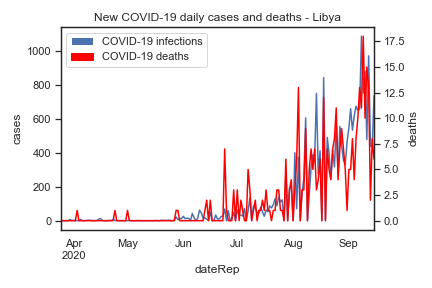 New COVID-19 daily cases and deaths - Libya
COVID-19 infections
COVID-19 deaths
1000
800
600
400
200
0
cases
17.5
15.0
12.5
10.0
7.5
5.0
2.5
0.0
deaths
Apr May Jun Jul Aug Sep
2020
dateRep